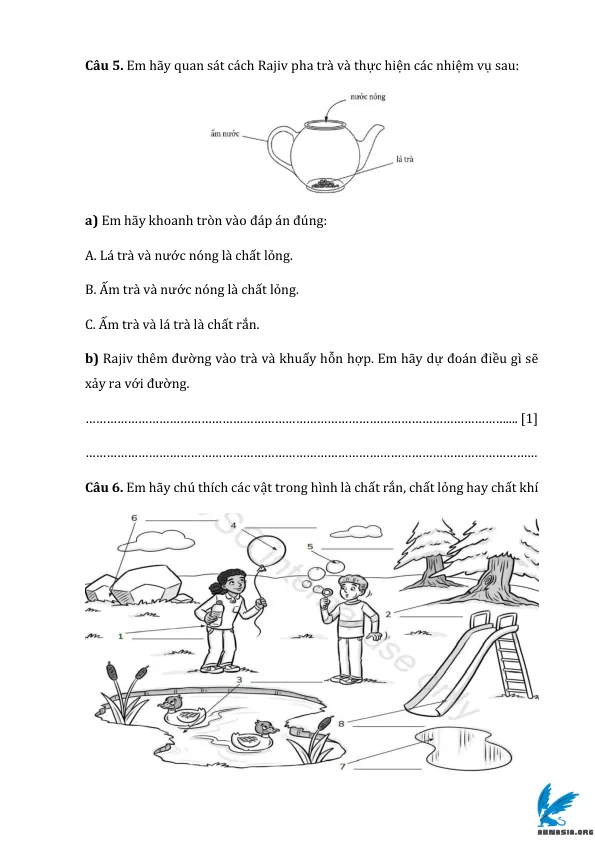 Câu 5. Em hãy quan sát cách Rajiv pha trà và thực hiện các nhiệm vụ sau:
nước nóng
ấm nước
lá trà
a) Em hãy khoanh tròn vào đáp án đúng:
A. Lá trà và nước nóng là chất lỏng.
B. Ấm trà và nước nóng là chất lỏng.
C. Ấm trà và lá trà là chất rắn.
b) Rajiv thêm đường vào trà và khuấy hỗn hợp. Em hãy dự đoán điều gì sẽ
xảy ra với đường.
........................................................................................................................ [1]
................................................................................................................................
Câu 6. Em hãy chú thích các vật trong hình là chất rắn, chất lỏng hay chất khí
6
4
5
2
1
3
8
7
use only
ABNASIA.ORG